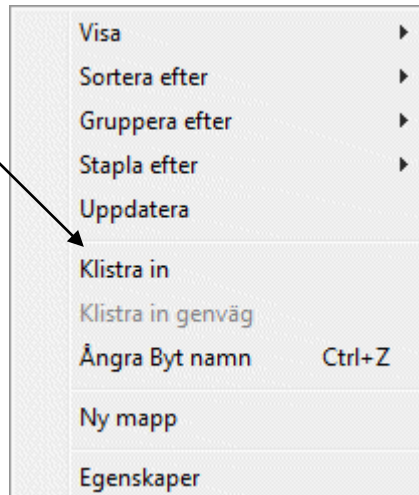 Visa
Sortera efter
Gruppera efter
Stapla efter
Uppdatera
Klistra in
Klistra in genväg
Ångra Byt namn Ctrl+Z
Ny mapp
Egenskaper